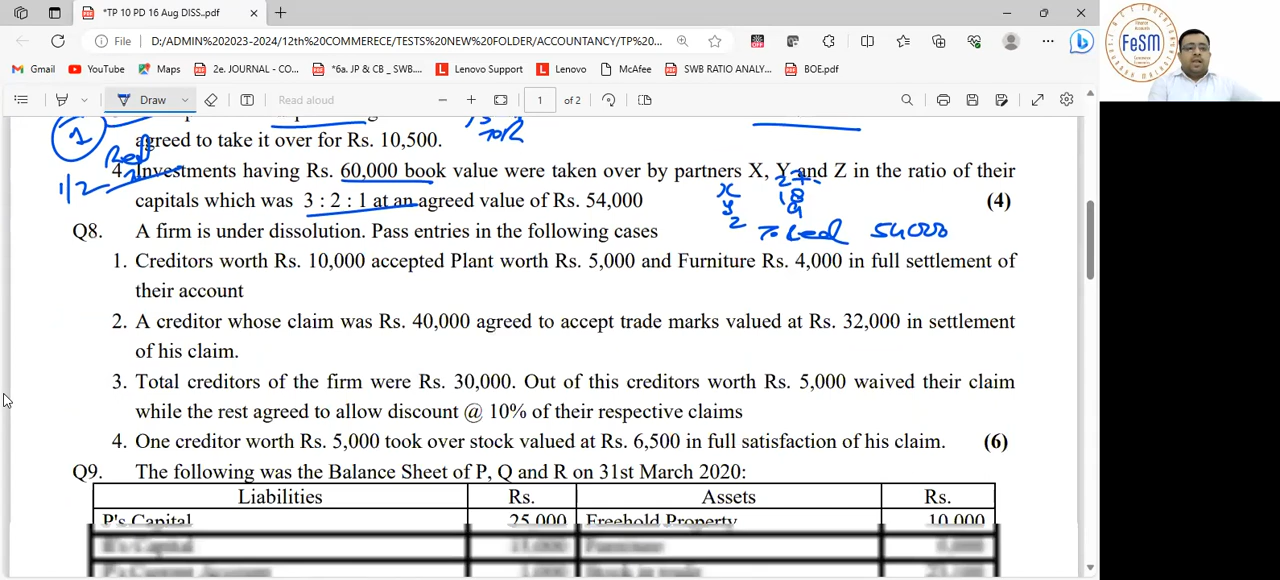 *TP 10 PD 16 Aug DISS..pdf
File D:/ADMIN%202023-2024/12th%20COMMERECE/TESTS%20NEW%20FOLDER/ACCOUNTANCY/TP%20...
Gmail YouTube Maps 2e. JOURNAL - CO... *6a. JP & CB _SWB.... Lenovo Support Lenovo McAfee SWB RATIO ANALY... BOE.pdf
Draw Read aloud 1 of 2
FeSM
1
agreed to take it over for Rs. 10,500.
Real
1/2
4. Investments having Rs. 60,000 book value were taken over by partners X, Y and Z in the ratio of their
capitals which was 3 : 2 : 1 at an agreed value of Rs. 54,000 (4)
x 27
y 18
z 9
To Real 54000
Q8. A firm is under dissolution. Pass entries in the following cases
1. Creditors worth Rs. 10,000 accepted Plant worth Rs. 5,000 and Furniture Rs. 4,000 in full settlement of
their account
2. A creditor whose claim was Rs. 40,000 agreed to accept trade marks valued at Rs. 32,000 in settlement
of his claim.
3. Total creditors of the firm were Rs. 30,000. Out of this creditors worth Rs. 5,000 waived their claim
while the rest agreed to allow discount @ 10% of their respective claims
4. One creditor worth Rs. 5,000 took over stock valued at Rs. 6,500 in full satisfaction of his claim. (6)
Q9. The following was the Balance Sheet of P, Q and R on 31st March 2020:
Liabilities Rs. Assets Rs.
P's Capital 25,000 Freehold Property 10,000